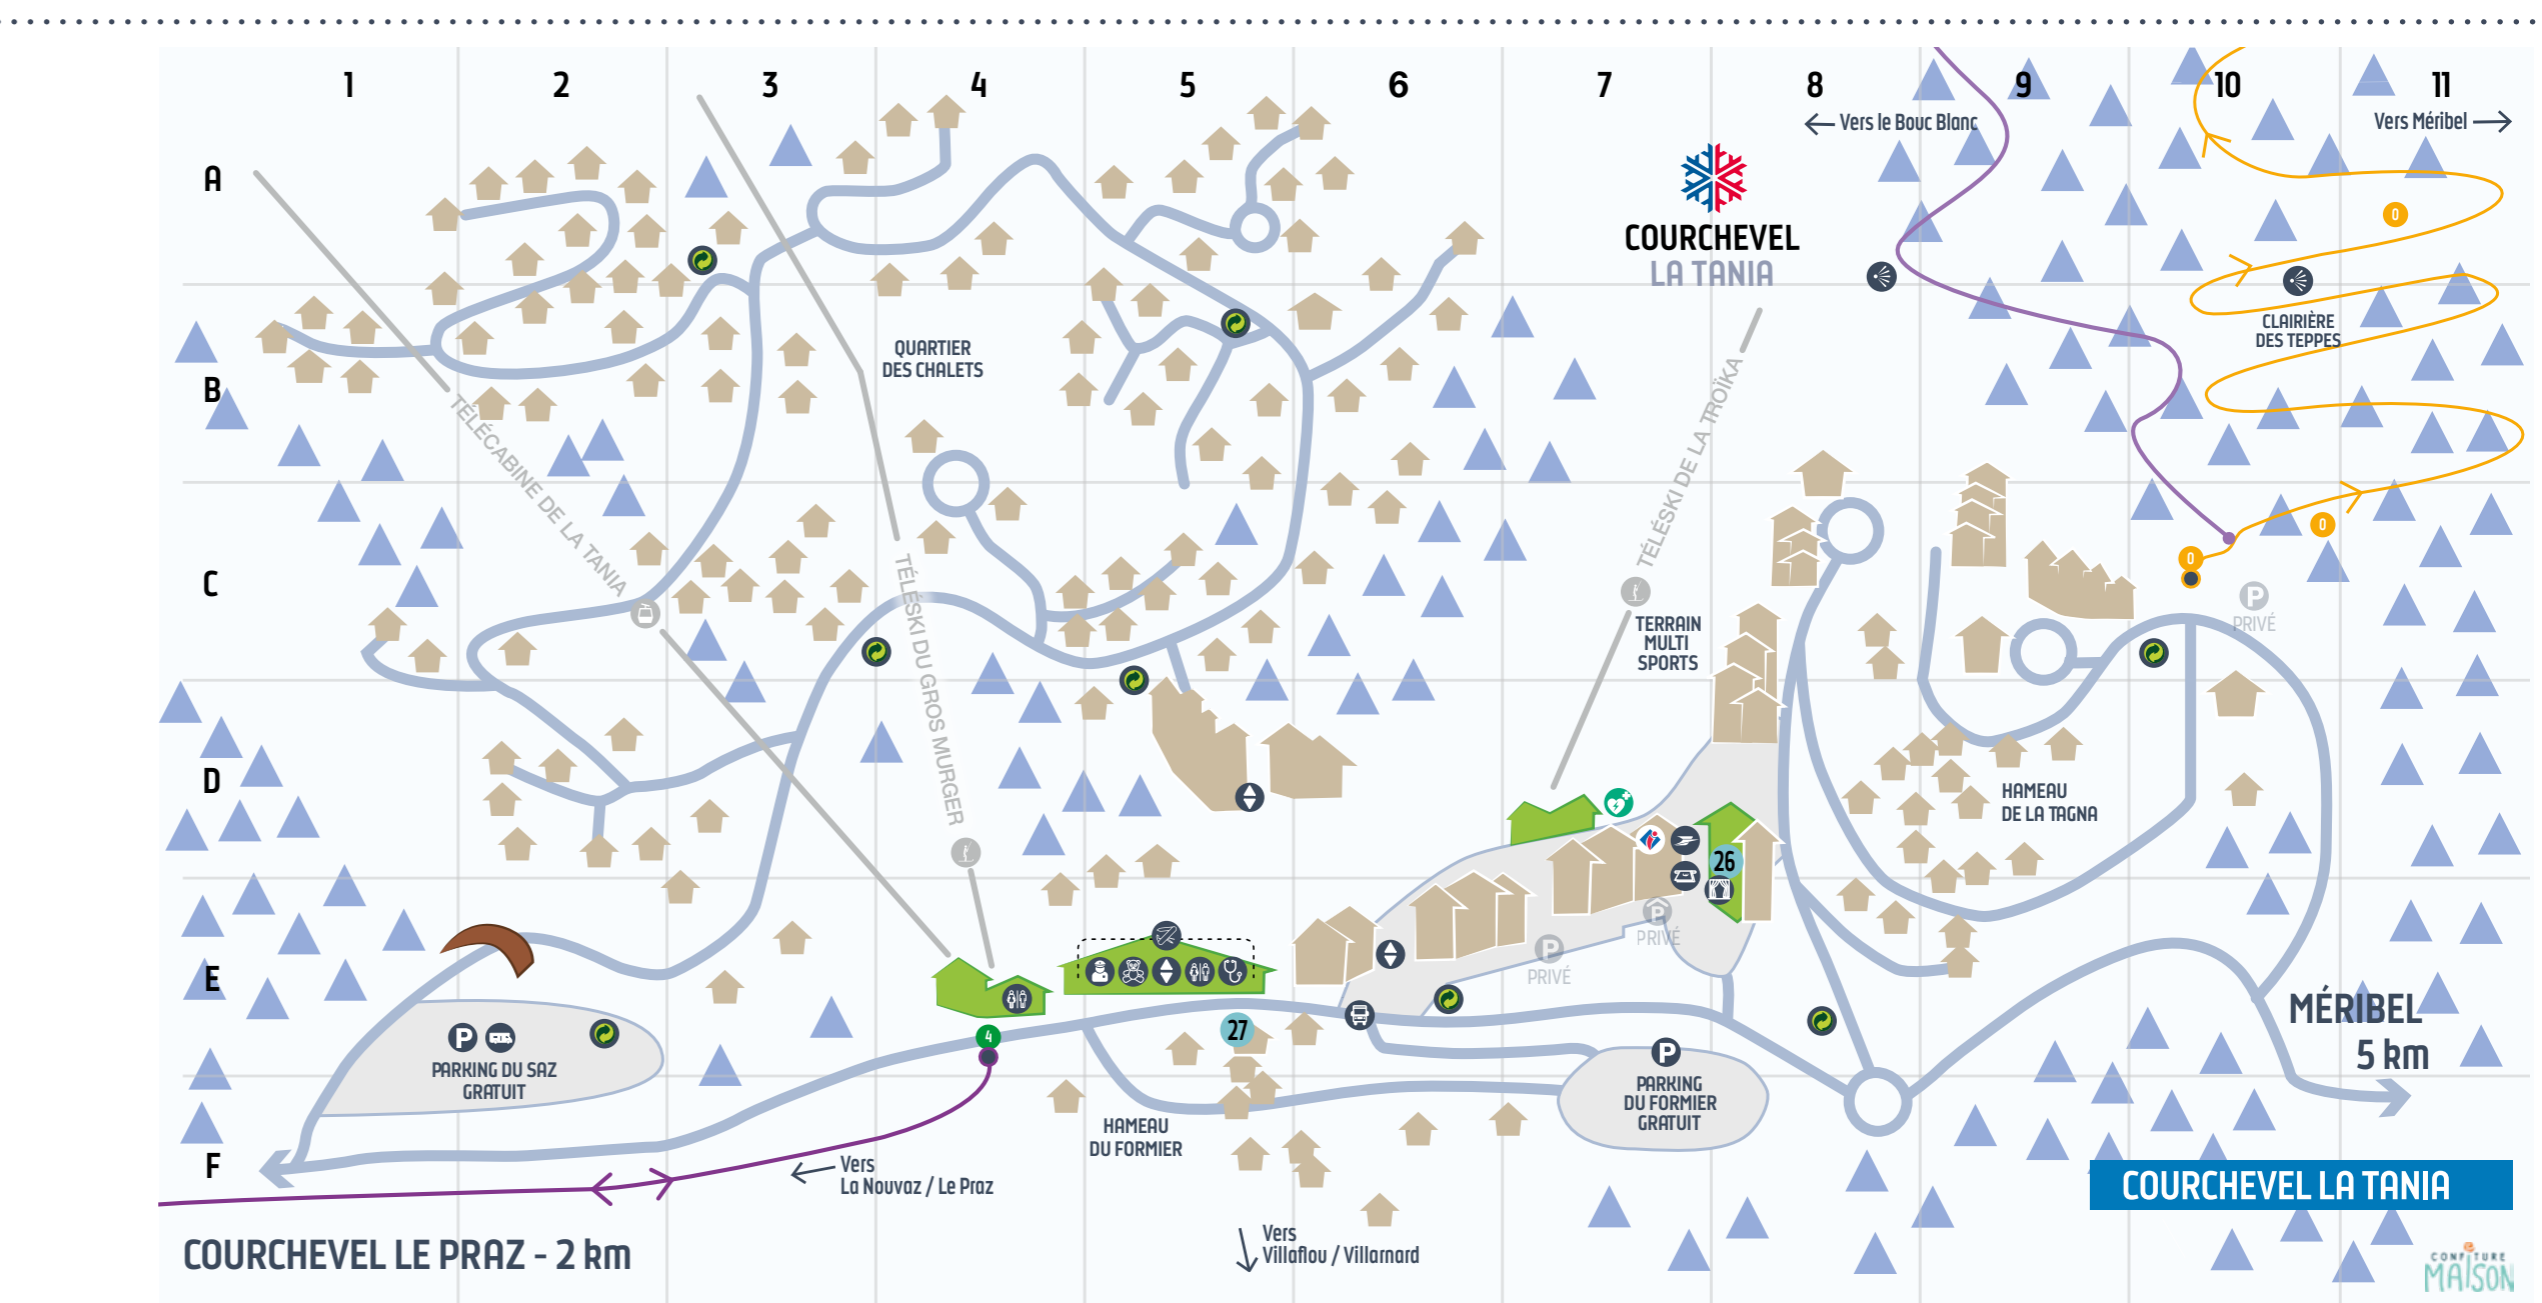 1 2 3 4 5 6 7 8 9 10 11
Vers le Bouc Blanc
Vers Méribel
A
COURCHEVEL
LA TANIA
0
B
QUARTIER
DES CHALETS
CLAIRIÈRE
DES TEPPES
TÉLÉCABINE DE LA TANIA
TÉLÉSKI DE LA TROÏKA
C
0
0
P
PRIVÉ
TÉLÉSKI DU GROS MURGER
TERRAIN
MULTI
SPORTS
D
HAMEAU
DE LA TAGNA
26
P
PRIVÉ
P
PRIVÉ
E
MÉRIBEL
5 km
27
4
P
PARKING DU SAZ
GRATUIT
P
PARKING
DU FORMIER
GRATUIT
HAMEAU
DU FORMIER
F
Vers
La Nouvaz / Le Praz
COURCHEVEL LA TANIA
Vers
Villaflou / Villarnard
COURCHEVEL LE PRAZ - 2 km
CONFITURE
MAISON